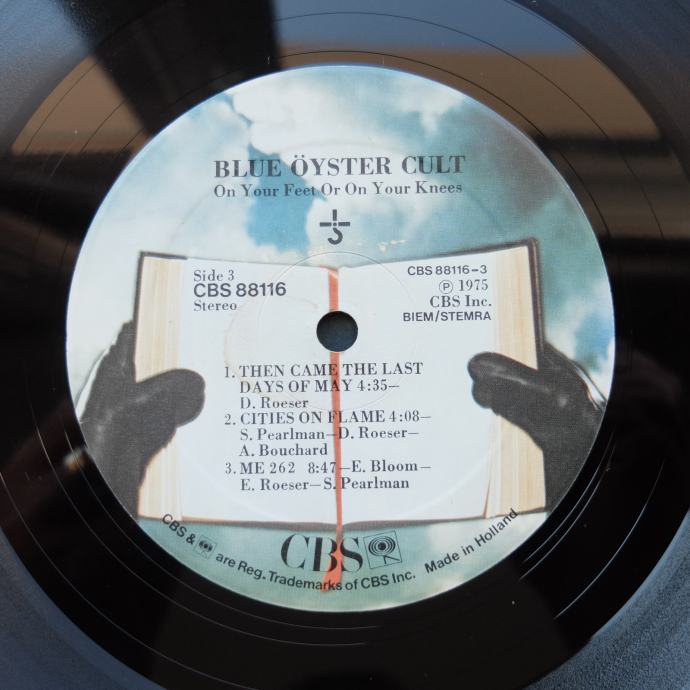 BLUE ÖYSTER CULT
On Your Feet Or On Your Knees
Side 3
CBS 88116
Stereo
CBS 88116-3
Ⓟ 1975
CBS Inc.
BIEM/STEMRA
1. THEN CAME THE LAST
DAYS OF MAY 4:35–
D. Roeser
2. CITIES ON FLAME 4:08–
S. Pearlman–D. Roeser–
A. Bouchard
3. ME 262 8:47–E. Bloom–
E. Roeser–S. Pearlman
CBS
CBS & are Reg. Trademarks of CBS Inc. Made in Holland